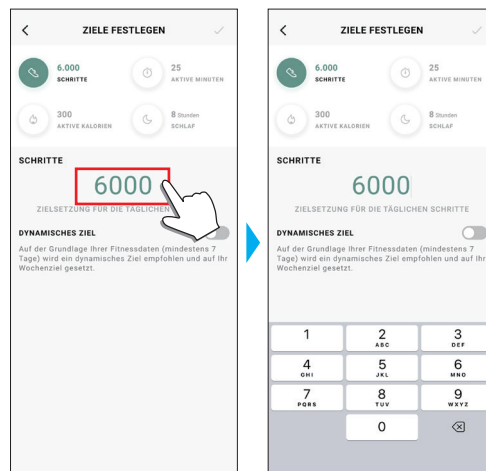 ZIELE FESTLEGEN
6.000
SCHRITTE
25
AKTIVE MINUTEN
300
AKTIVE KALORIEN
8 Stunden
SCHLAF
SCHRITTE
6000
ZIELSETZUNG FÜR DIE TÄGLICHEN
DYNAMISCHES ZIEL
Auf der Grundlage Ihrer Fitnessdaten (mindestens 7
Tage) wird ein dynamisches Ziel empfohlen und auf Ihr
Wochenziel gesetzt.
ZIELE FESTLEGEN
6.000
SCHRITTE
25
AKTIVE MINUTEN
300
AKTIVE KALORIEN
8 Stunden
SCHLAF
SCHRITTE
6000
ZIELSETZUNG FÜR DIE TÄGLICHEN SCHRITTE
DYNAMISCHES ZIEL
Auf der Grundlage Ihrer Fitnessdaten (mindestens 7
Tage) wird ein dynamisches Ziel empfohlen und auf Ihr
Wochenziel gesetzt.
1 2 3
ABC DEF
4 5 6
GHI JKL MNO
7 8 9
PQRS TUV WXYZ
0